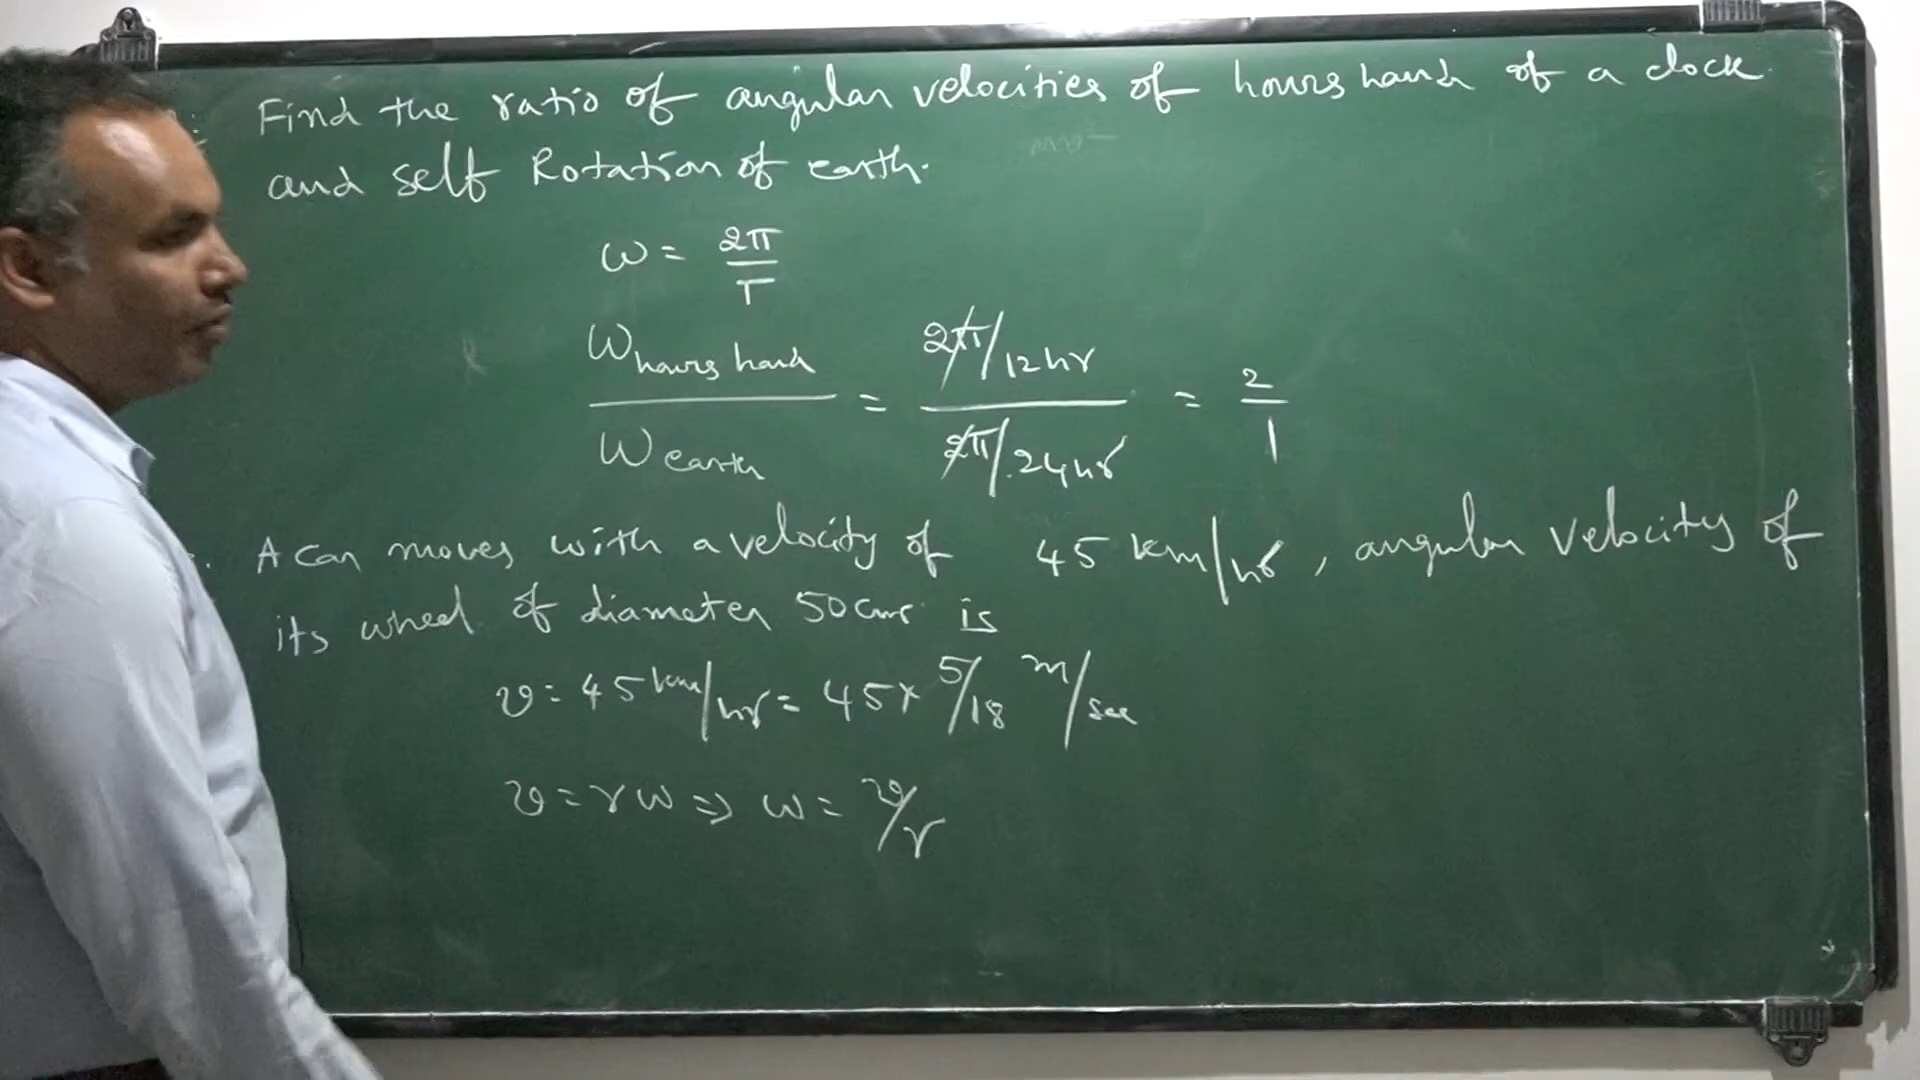 Find the ratio of angular velocities of hours hand of a clock
and self Rotation of earth.
ω = 2π/T
ω hours hand / ω earth = (2π/12hr) / (2π/24hr) = 2/1
A Car moves with a velocity of 45 km/hr, angular velocity of
its wheel of diameter 50cms is
v = 45 km/hr = 45 x 5/18 m/sec
v = rω => ω = v/r